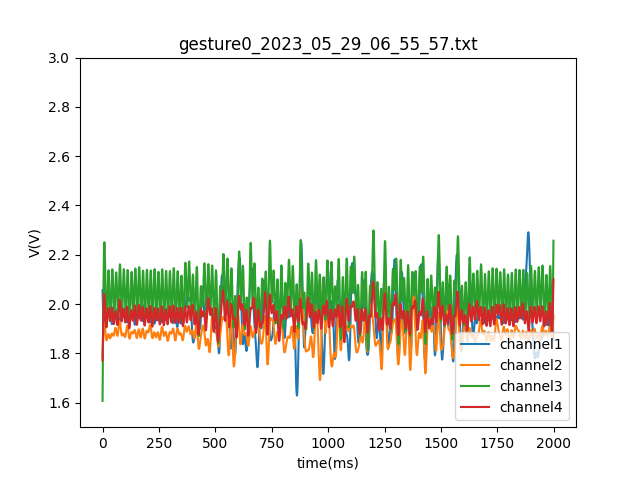 gesture0_2023_05_29_06_55_57.txt
3.0
2.8
2.6
2.4
2.2
2.0
1.8
1.6
V(V)
0 250 500 750 1000 1250 1500 1750 2000
time(ms)
channel1
channel2
channel3
channel4